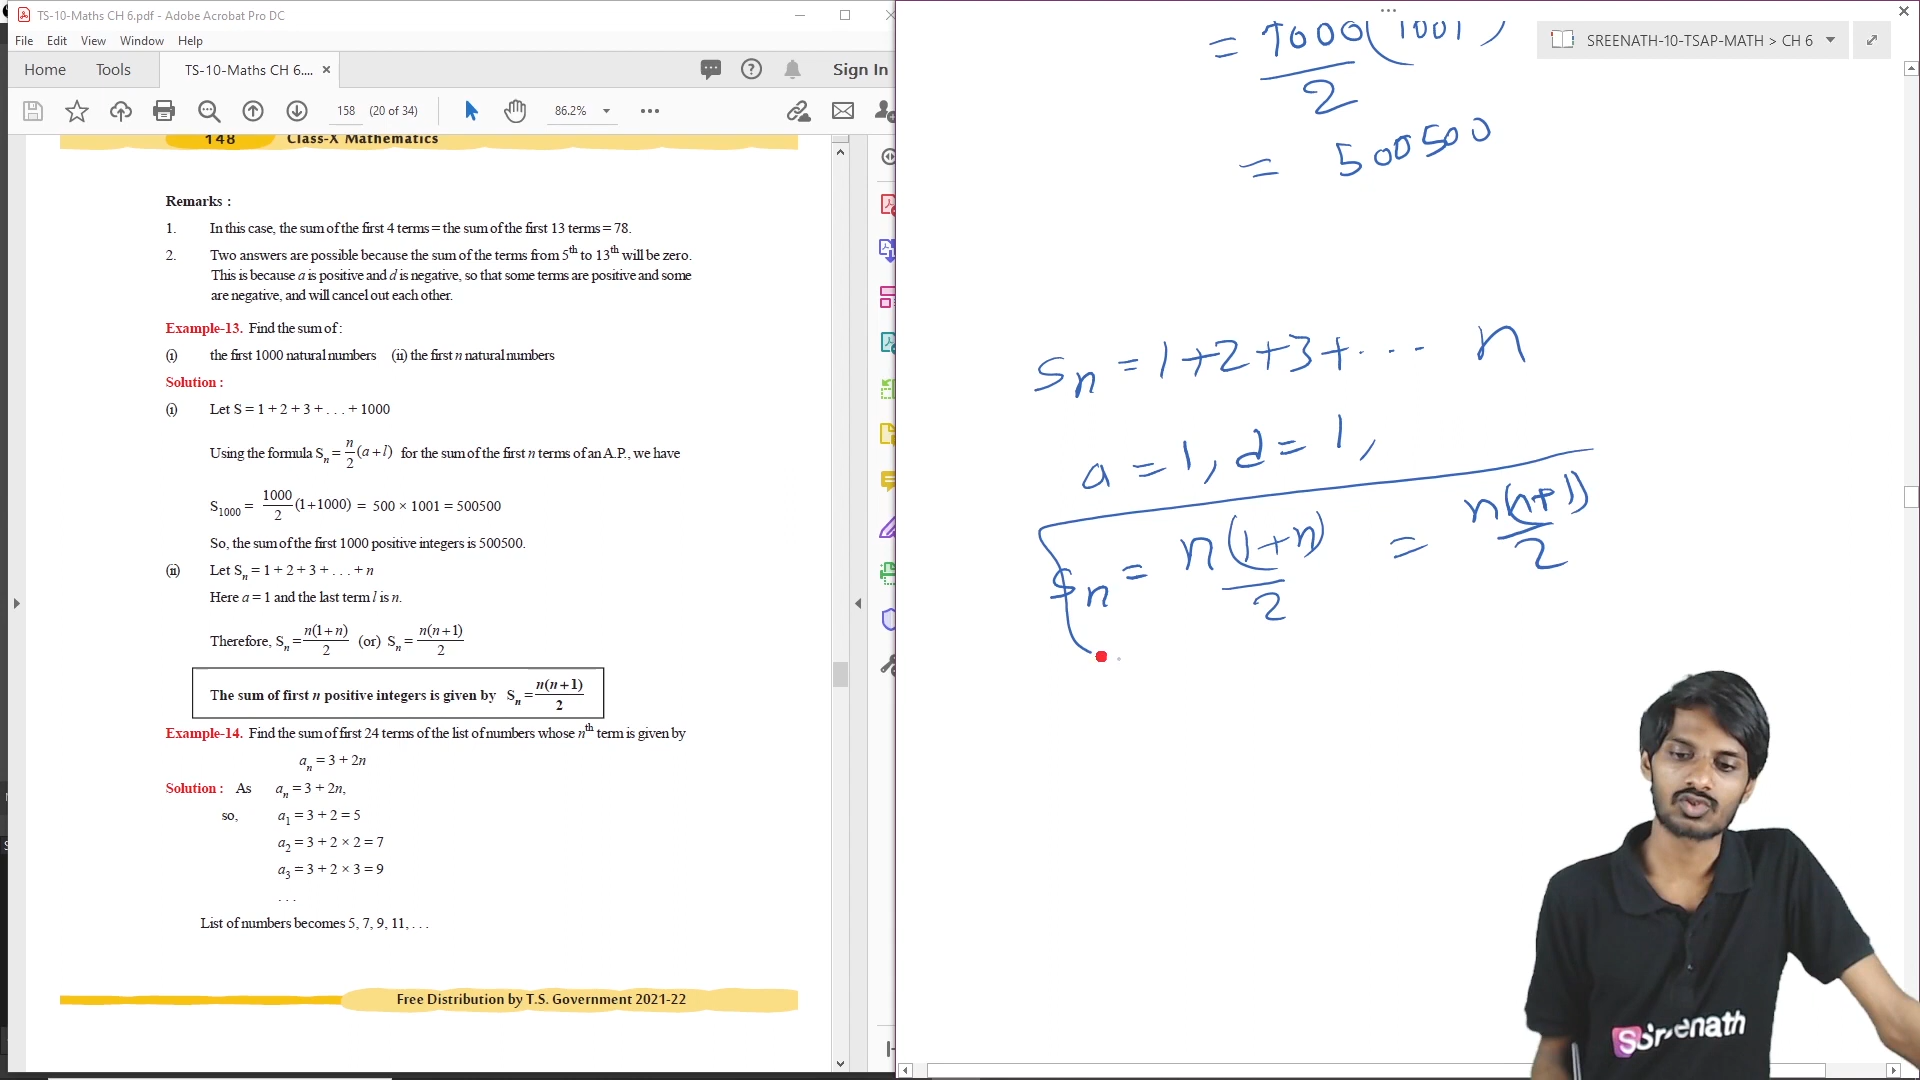 TS-10-Maths CH 6.pdf - Adobe Acrobat Pro DC
File Edit View Window Help
Home Tools TS-10-Maths CH 6.... × Sign In
158 (20 of 34) 86.2%
148 Class-X Mathematics
Remarks :
1. In this case, the sum of the first 4 terms = the sum of the first 13 terms = 78.
2. Two answers are possible because the sum of the terms from 5th to 13th will be zero.
This is because a is positive and d is negative, so that some terms are positive and some
are negative, and will cancel out each other.
Example-13. Find the sum of :
(i) the first 1000 natural numbers (ii) the first n natural numbers
Solution :
(i) Let S = 1 + 2 + 3 + . . . + 1000
Using the formula Sn = n/2 (a + l) for the sum of the first n terms of an A.P., we have
S1000 = 1000/2 (1+1000) = 500 × 1001 = 500500
So, the sum of the first 1000 positive integers is 500500.
(ii) Let Sn = 1 + 2 + 3 + . . . + n
Here a = 1 and the last term l is n.
Therefore, Sn = n(1+n)/2 (or) Sn = n(n+1)/2
The sum of first n positive integers is given by Sn = n(n+1)/2
Example-14. Find the sum of first 24 terms of the list of numbers whose nth term is given by
an = 3 + 2n
Solution : As an = 3 + 2n,
so, a1 = 3 + 2 = 5
a2 = 3 + 2 × 2 = 7
a3 = 3 + 2 × 3 = 9
. . .
List of numbers becomes 5, 7, 9, 11, . . .
Free Distribution by T.S. Government 2021-22
SREENATH-10-TSAP-MATH > CH 6
= 1000(1001)/2
= 500500
Sn = 1+2+3+.... n
a = 1, d = 1,
Sn = n(1+n)/2 = n(n+1)/2
Sreenath